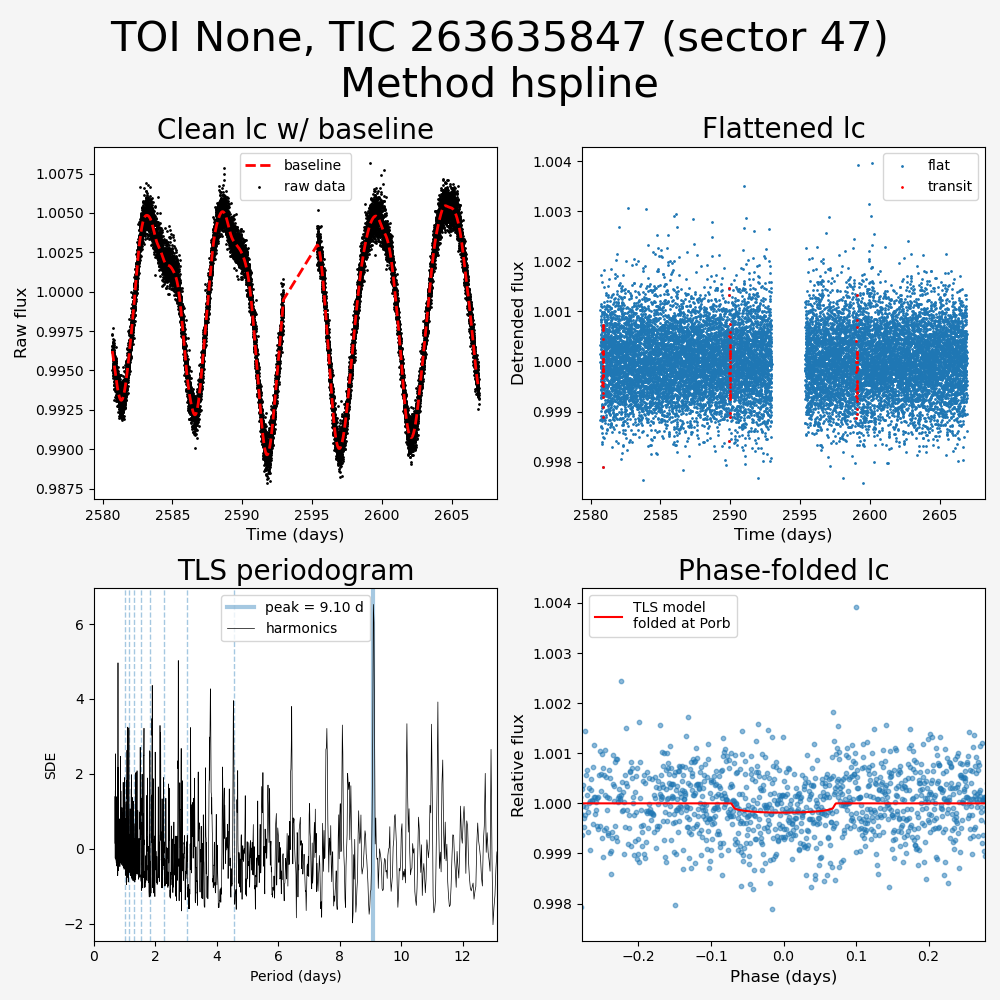 TOI None, TIC 263635847 (sector 47)
Method hspline
Clean lc w/ baseline
baseline
raw data
1.0075
1.0050
1.0025
1.0000
0.9975
0.9950
0.9925
0.9900
0.9875
Raw flux
2580 2585 2590 2595 2600 2605
Time (days)
Flattened lc
flat
transit
1.004
1.003
1.002
1.001
1.000
0.999
0.998
Detrended flux
2580 2585 2590 2595 2600 2605
Time (days)
TLS periodogram
peak = 9.10 d
harmonics
6
4
2
0
−2
SDE
0 2 4 6 8 10 12
Period (days)
Phase-folded lc
TLS model
folded at Porb
1.004
1.003
1.002
1.001
1.000
0.999
0.998
Relative flux
−0.2 −0.1 0.0 0.1 0.2
Phase (days)